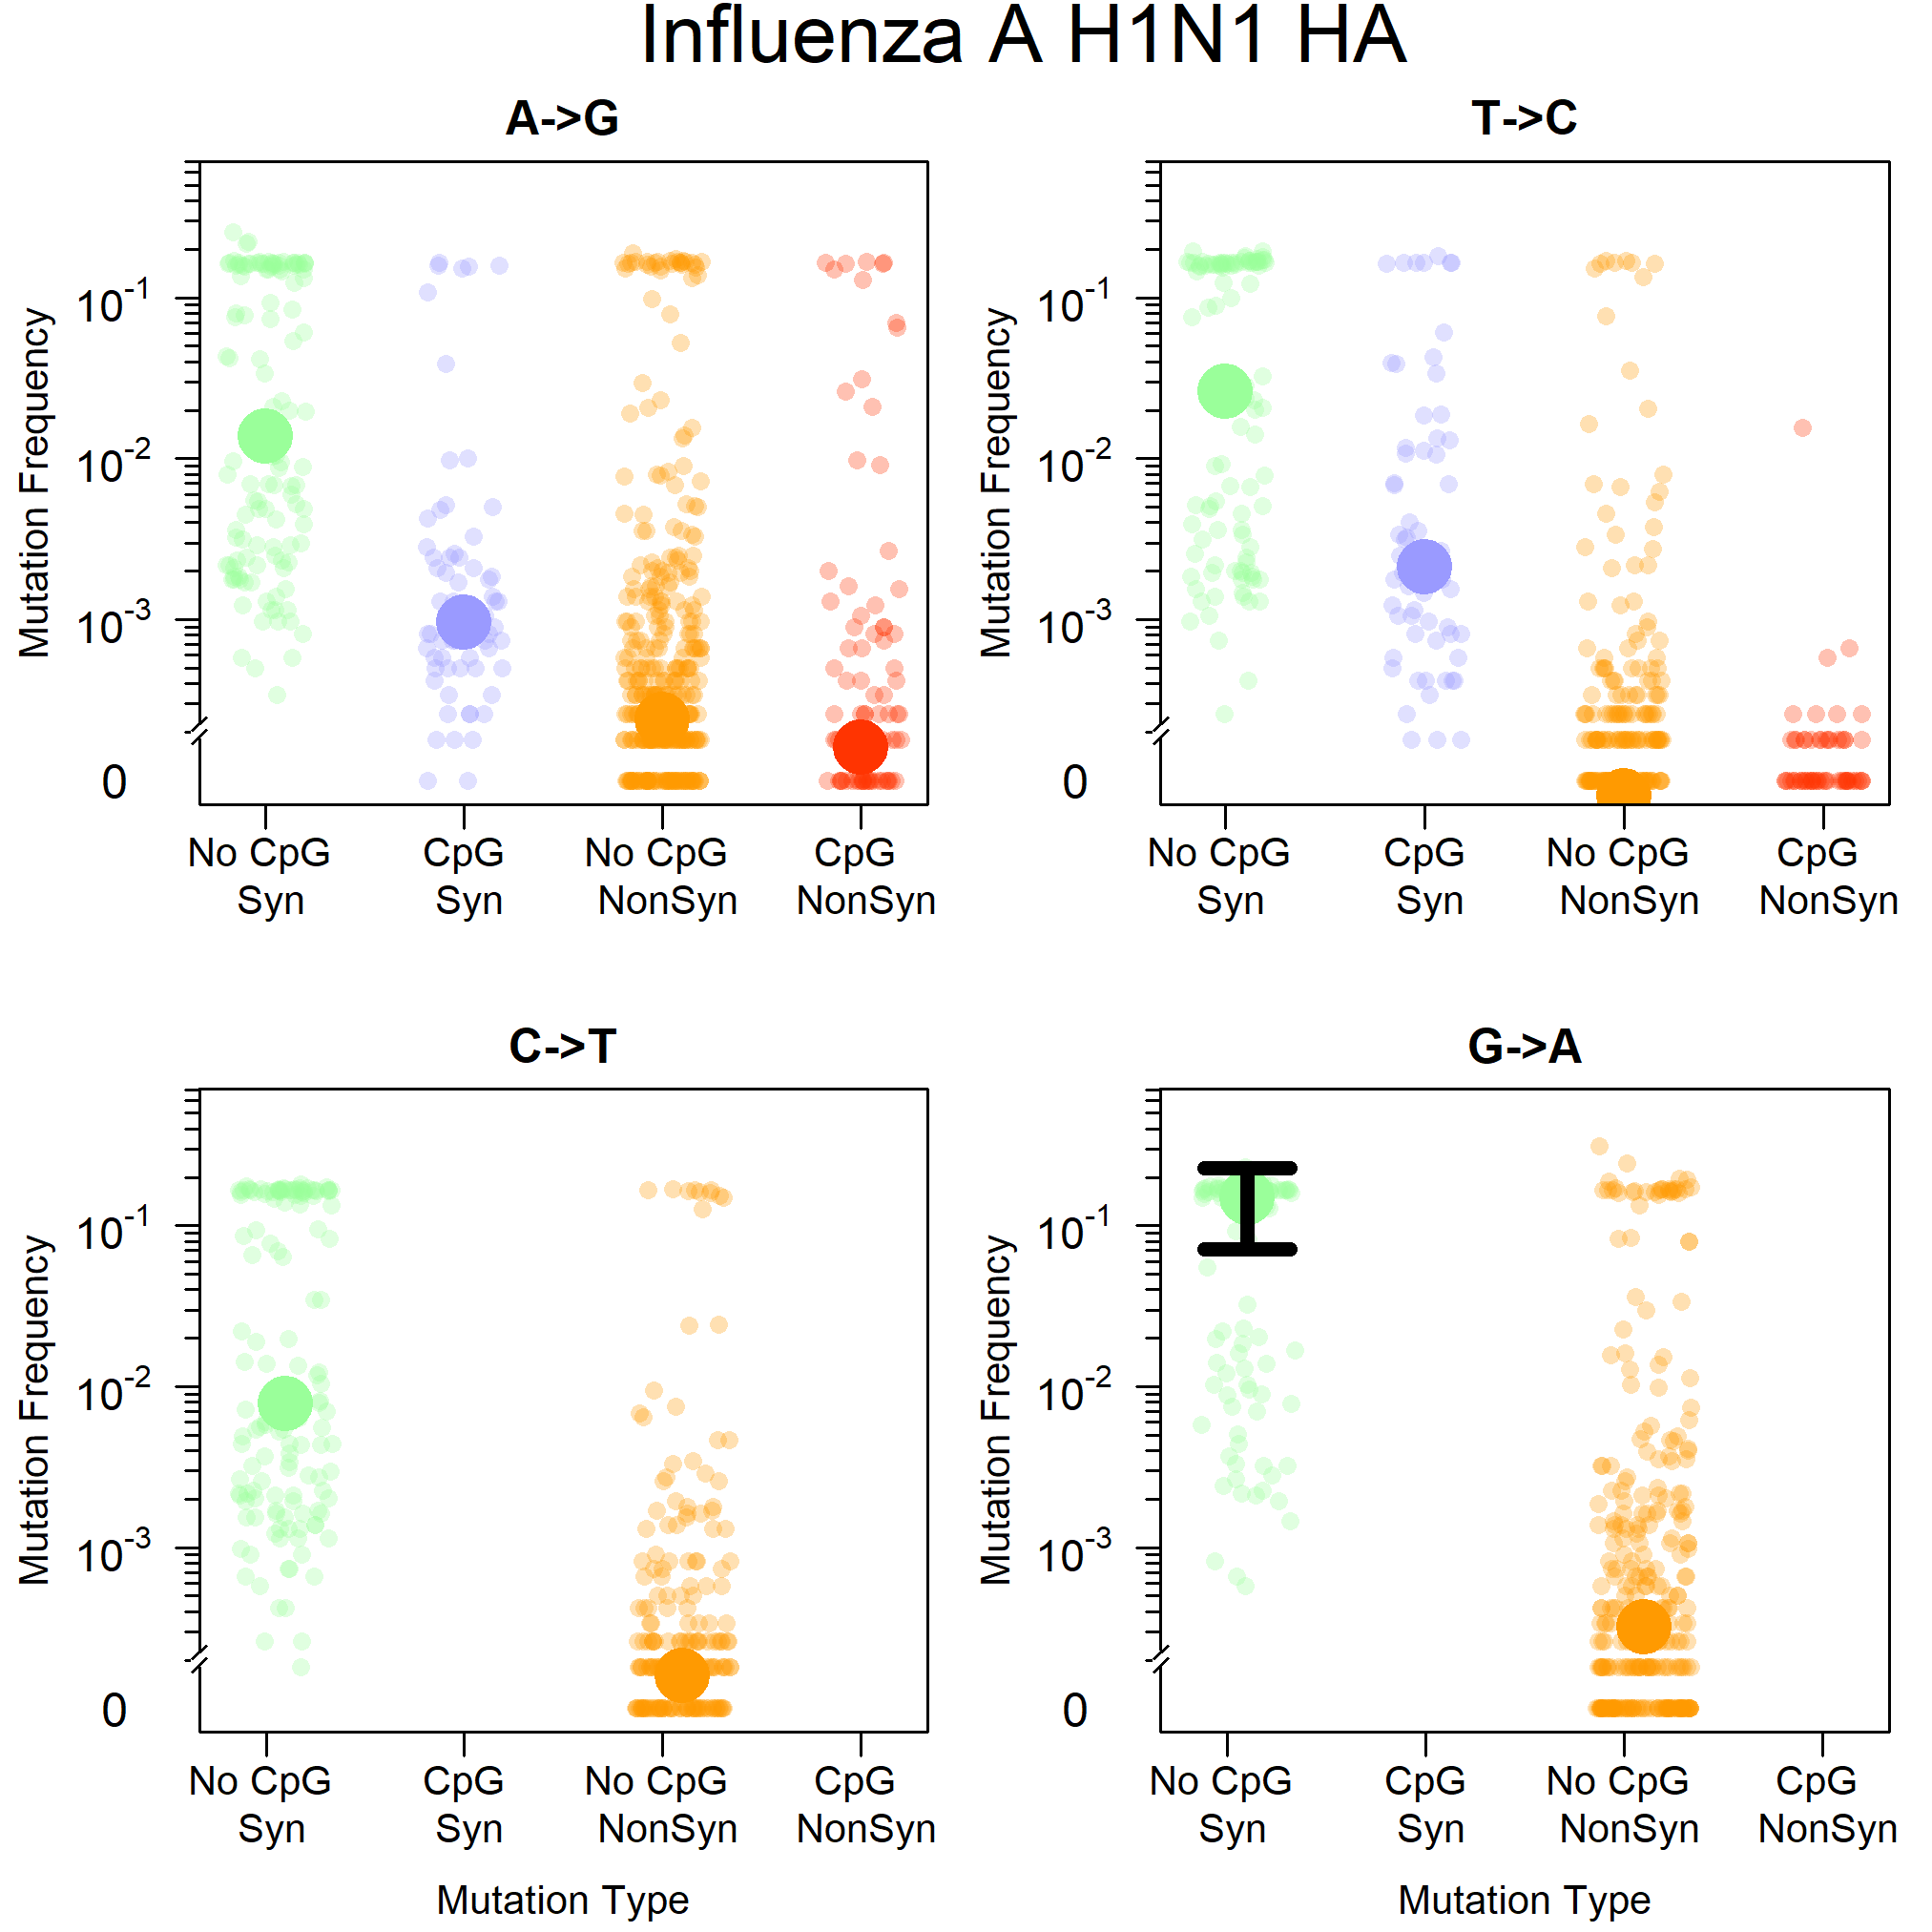 Influenza A H1N1 HA
A->G
Mutation Frequency
10-1
10-2
10-3
0
No CpG CpG No CpG CpG
Syn Syn NonSyn NonSyn
T->C
Mutation Frequency
10-1
10-2
10-3
0
No CpG CpG No CpG CpG
Syn Syn NonSyn NonSyn
C->T
Mutation Frequency
10-1
10-2
10-3
0
No CpG CpG No CpG CpG
Syn Syn NonSyn NonSyn
Mutation Type
G->A
Mutation Frequency
10-1
10-2
10-3
0
No CpG CpG No CpG CpG
Syn Syn NonSyn NonSyn
Mutation Type